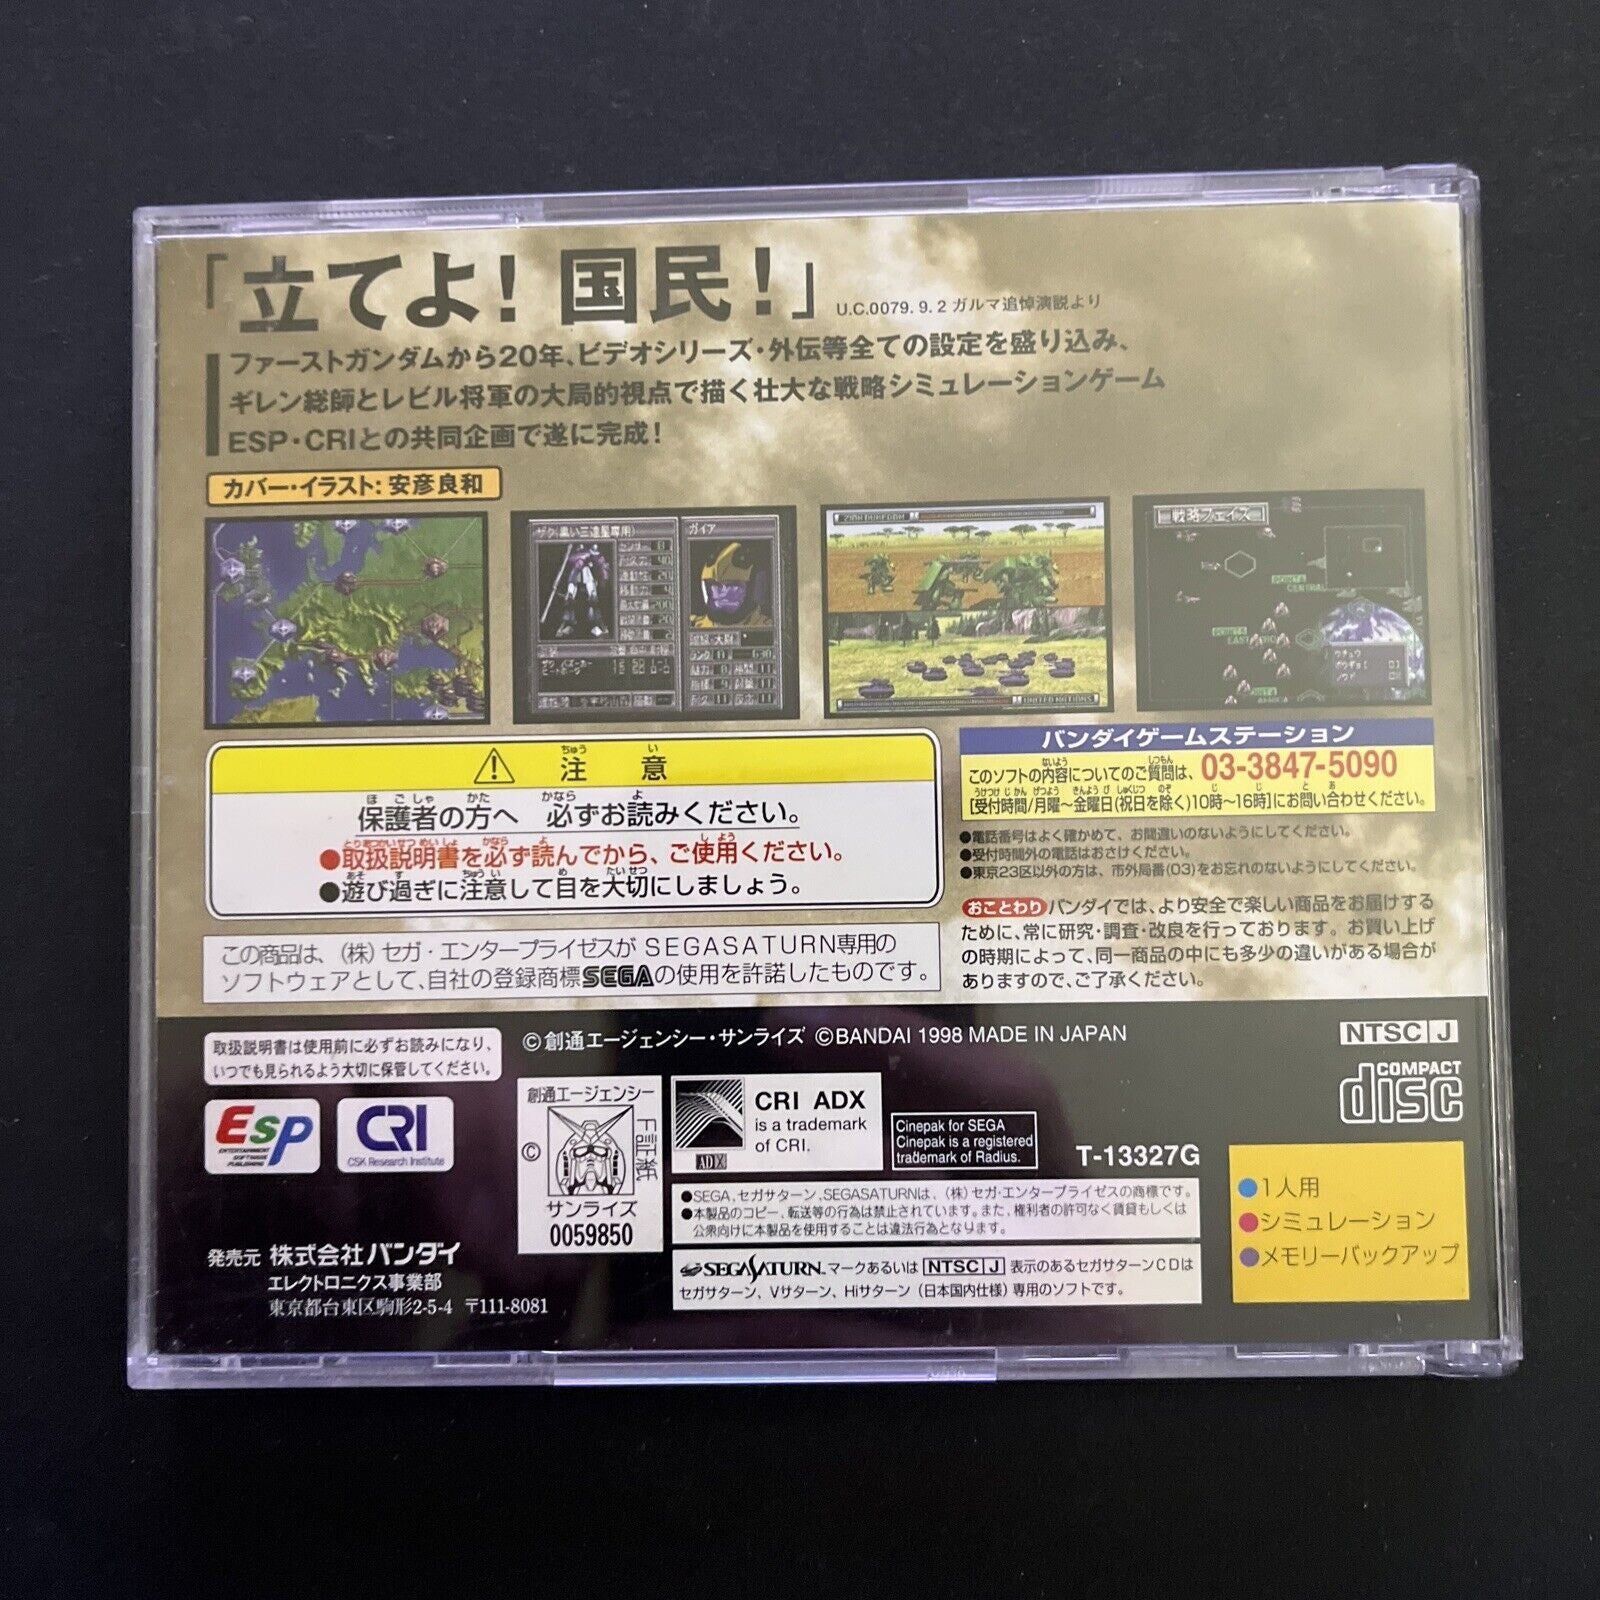 「立てよ！国民！」
U.C.0079.9.2 ガルマ追悼演説より
ファーストガンダムから20年、ビデオシリーズ・外伝等全ての設定を盛り込み、
ギレン総帥とレビル将軍の大局的視点で描く壮大な戦略シミュレーションゲーム
ESP・CRIとの共同企画で遂に完成！
カバー・イラスト：安彦良和
ザク(黒い三連星専用)
ガイア
戦略フェイズ
UNITED NATIONS
注意
ちゅう い
保護者の方へ 必ずお読みください。
●取扱説明書を必ず読んでから、ご使用ください。
●遊び過ぎに注意して目を大切にしましょう。
この商品は、(株)セガ・エンタープライゼスがSEGASATURN専用の
ソフトウェアとして、自社の登録商標SEGAの使用を許諾したものです。
バンダイゲームステーション
このソフトの内容についてのご質問は、03-3847-5090
[受付時間/月曜〜金曜日(祝日を除く)10時〜16時]にお問い合わせください。
●電話番号はよく確かめて、お間違いのないようにしてください。
●受付時間外の電話はおさけください。
●東京23区以外の方は、市外局番(03)をお忘れのないようにしてください。
おことわり バンダイでは、より安全で楽しい商品をお届けする
ために、常に研究・調査・改良を行っております。お買い上げ
の時期によって、同一商品の中にも多少の違いがある場合が
ありますので、ご了承ください。
取扱説明書は使用前に必ずお読みになり、
いつでも見られるよう大切に保管してください。
©創通エージェンシー・サンライズ ©BANDAI 1998 MADE IN JAPAN
NTSC J
COMPACT
disc
ESP
ENTERTAINMENT
SOFTWARE
PUBLISHING
CRI
CSK Research Institute
創通エージェンシー
©
証紙
サンライズ
0059850
ADX
CRI ADX
is a trademark
of CRI.
Cinepak for SEGA
Cinepak is a registered
trademark of Radius.
T-13327G
●SEGA、セガサターン、SEGASATURNは、(株)セガ・エンタープライゼスの商標です。
●本製品のコピー、転送等の行為は禁止されています。また、権利者の許可なく賃貸もしくは
公衆向けに本製品を使用することは違法行為となります。
SEGASATURN マークあるいは NTSC J 表示のあるセガサターンCDは
セガサターン、Vサターン、Hiサターン(日本国内仕様)専用のソフトです。
●1人用
●シミュレーション
●メモリーバックアップ
発売元 株式会社バンダイ
エレクトロニクス事業部
東京都台東区駒形2-5-4 〒111-8081